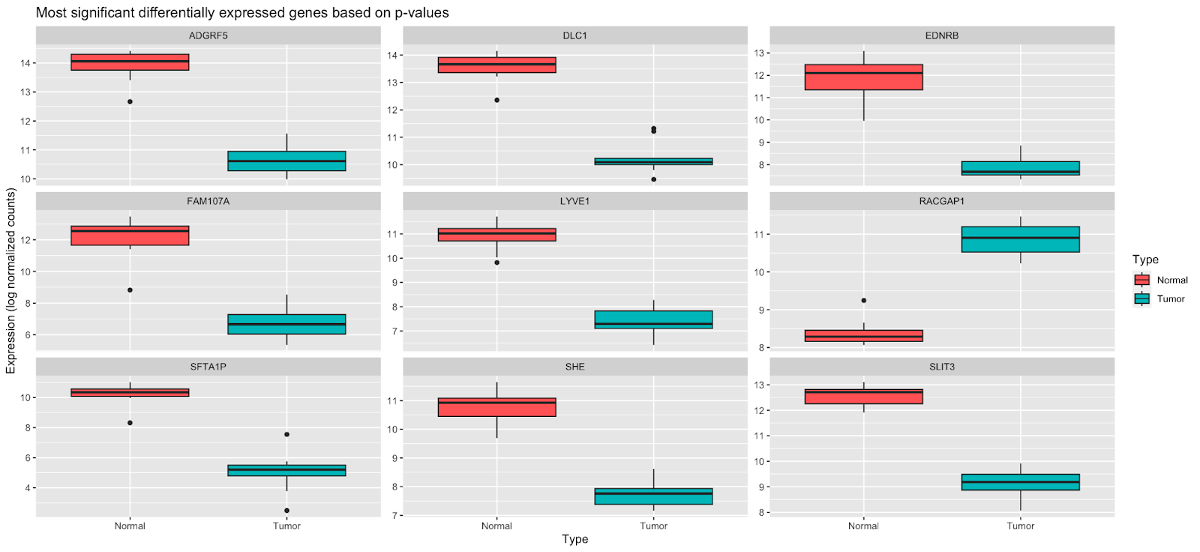 Most significant differentially expressed genes based on p-values
ADGRF5
14
13
12
11
10
DLC1
14
13
12
11
10
EDNRB
13
12
11
10
9
8
FAM107A
12
10
8
6
LYVE1
11
10
9
8
7
RACGAP1
11
10
9
8
SFTA1P
10
8
6
4
SHE
11
10
9
8
7
SLIT3
13
12
11
10
9
8
Normal
Tumor
Normal
Tumor
Normal
Tumor
Type
Expression (log normalized counts)
Type
Normal
Tumor